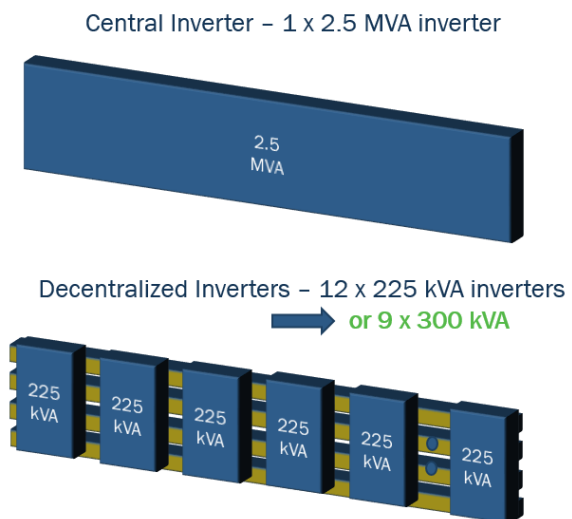 Central Inverter – 1 x 2.5 MVA inverter
2.5
MVA
Decentralized Inverters – 12 x 225 kVA inverters
or 9 x 300 kVA
225
kVA
225
kVA
225
kVA
225
kVA
225
kVA
225
kVA